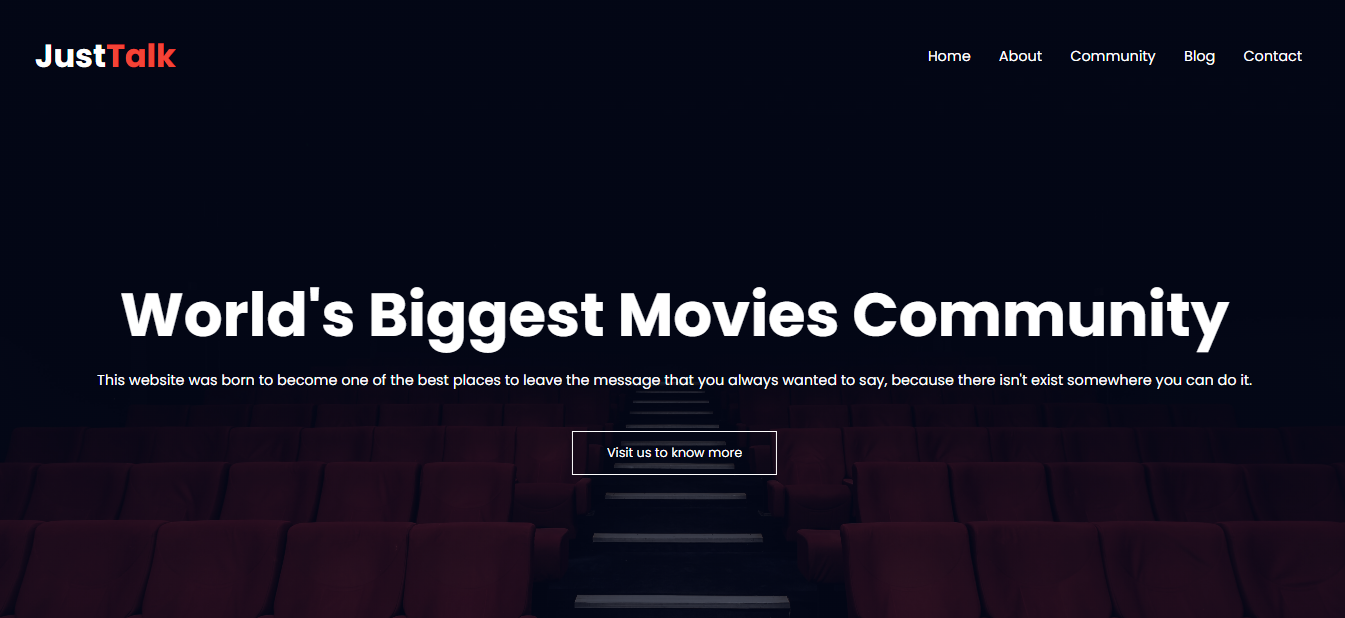 JustTalk
Home About Community Blog Contact
World's Biggest Movies Community
This website was born to become one of the best places to leave the message that you always wanted to say, because there isn't exist somewhere you can do it.
Visit us to know more